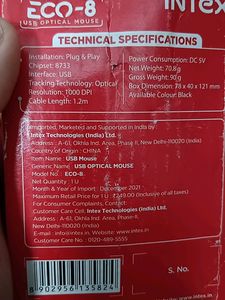 ECO-8
USB OPTICAL MOUSE
INTEX
TECHNICAL SPECIFICATIONS
Installation: Plug & Play
Chipset: 8733
Interface: USB
Tracking Technology: Optical
Resolution: 1000 DPI
Cable Length: 1.2m
Power Consumption: DC 5V
Net Weight: 70.8g
Gross Weight: 90g
Box Dimension: 78 x 40 x 121 mm
Available Colour: Black
Imported, Marketed and Supported in India by
Intex Technologies (India) Ltd.
Address : A-61, Okhla Ind. Area, Phase II, New Delhi-110020 (India)
Country of Origin : CHINA
Item Name : USB Mouse
Generic Name : USB OPTICAL MOUSE
Model : ECO-8
Net Quantity : 1 U
Month & Year of Import: December 2021
Maximum Retail Price for 1 U : ₹249.00 (inclusive of all taxes)
For Consumer Complaints, Contact :
Customer Care Cell: Intex Technologies (India) Ltd.
Address : A-61, Okhla Ind. Area, Phase-II,
New Delhi-110020 (India)
E-mail : info@intex.in Website : www.intex.in
Customer Care No.: 0120-489-5555
S. No.
8 902956 135824